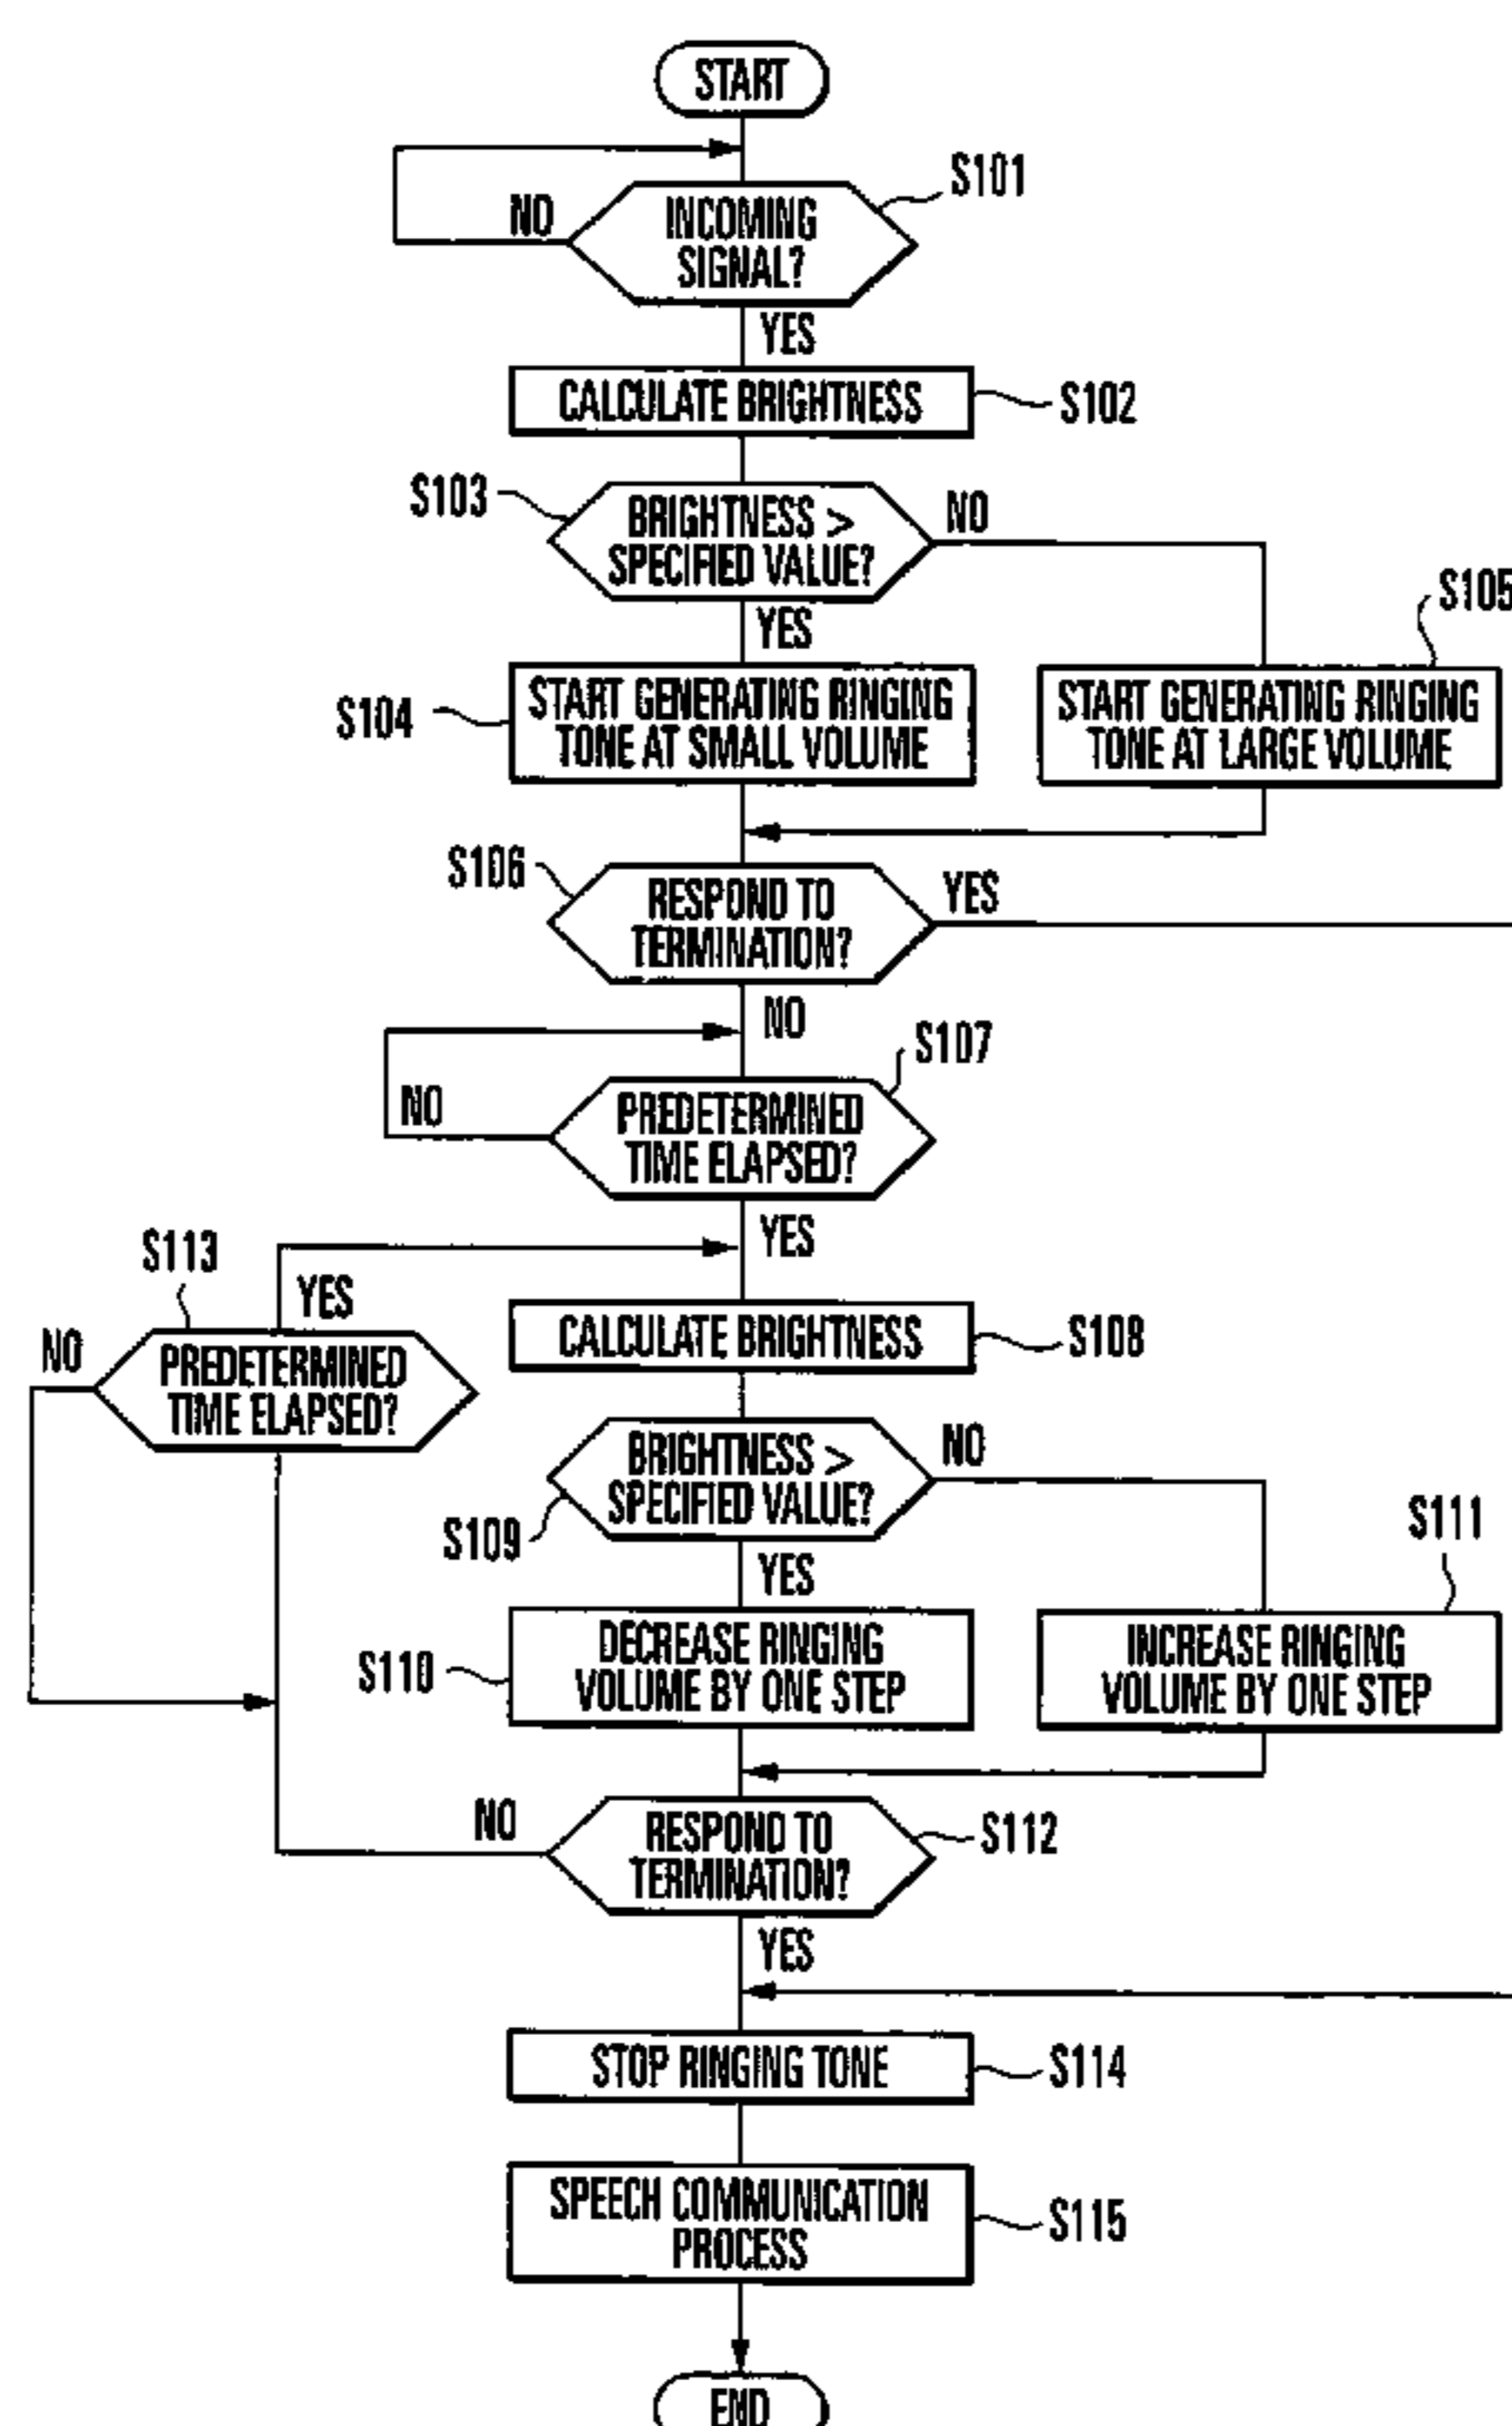 START
S101
NO
INCOMING
SIGNAL?
YES
CALCULATE BRIGHTNESS
S102
S103
BRIGHTNESS >
SPECIFIED VALUE?
NO
YES
S105
S104
START GENERATING RINGING
TONE AT SMALL VOLUME
START GENERATING RINGING
TONE AT LARGE VOLUME
S106
RESPOND TO
TERMINATION?
YES
NO
S107
NO
PREDETERMINED
TIME ELAPSED?
YES
S113
YES
NO
PREDETERMINED
TIME ELAPSED?
CALCULATE BRIGHTNESS
S108
BRIGHTNESS >
SPECIFIED VALUE?
NO
S109
YES
S111
S110
DECREASE RINGING
VOLUME BY ONE STEP
INCREASE RINGING
VOLUME BY ONE STEP
NO
RESPOND TO
TERMINATION?
S112
YES
STOP RINGING TONE
S114
SPEECH COMMUNICATION
PROCESS
S115
END